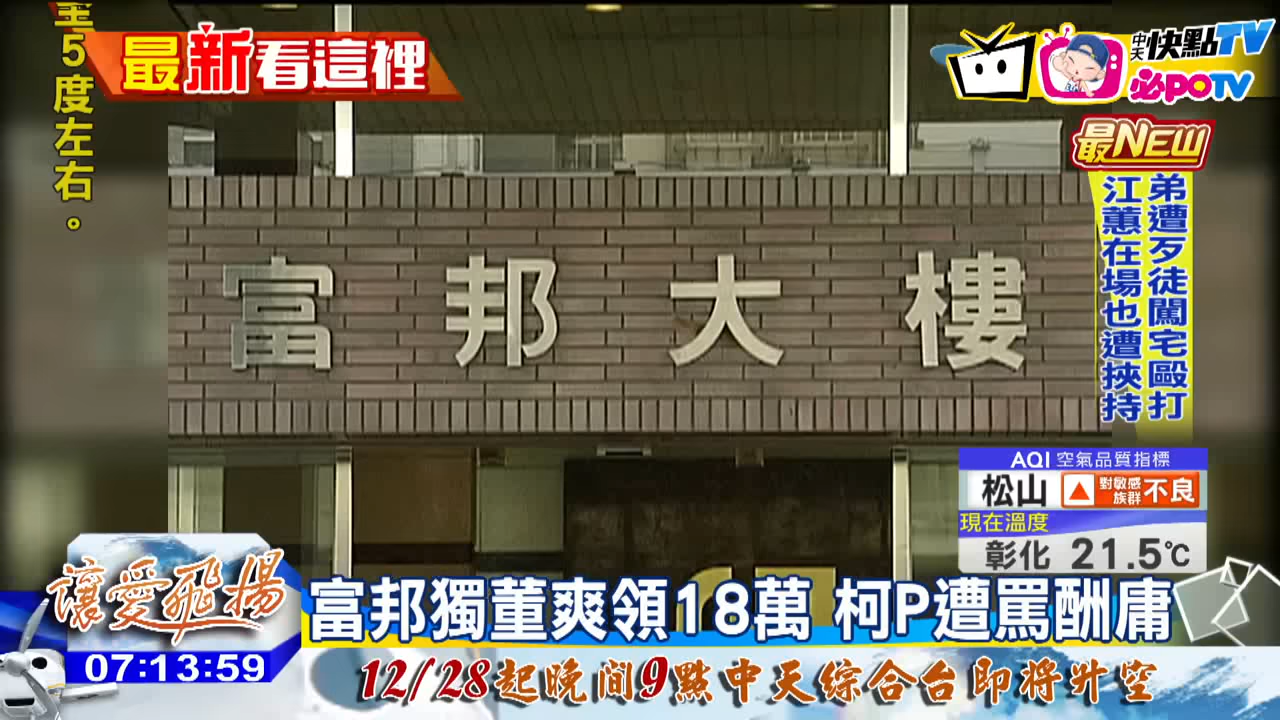 至5度左右。
最新看這裡
中天快點TV
必POTV
最NEW
弟遭歹徒闖宅毆打
江蕙在場也遭挾持
富邦大樓
AQI 空氣品質指標
松山 對敏感族群不良
現在溫度
彰化 21.5℃
讓愛飛揚
富邦獨董爽領18萬 柯P遭罵酬庸
07:13:59
12/28起晚間9點中天綜合台即將升空